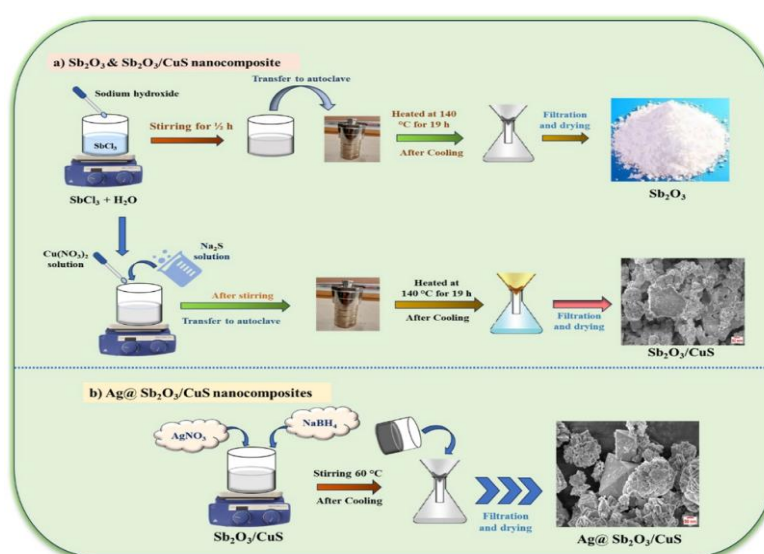 a) Sb₂O₃ & Sb₂O₃/CuS nanocomposite
Transfer to autoclave
Sodium hydroxide
Stirring for ½ h
Heated at 140
°C for 19 h
After Cooling
Filtration
and drying
SbCl₃
SbCl₃ + H₂O
Sb₂O₃
Cu(NO₃)₂
solution
Na₂S
solution
After stirring
Transfer to autoclave
Heated at
140 °C for 19 h
After Cooling
Filtration
and drying
Sb₂O₃/CuS
b) Ag@ Sb₂O₃/CuS nanocomposites
AgNO₃
NaBH₄
Stirring 60 °C
After Cooling
Filtration
and drying
Sb₂O₃/CuS
Ag@ Sb₂O₃/CuS